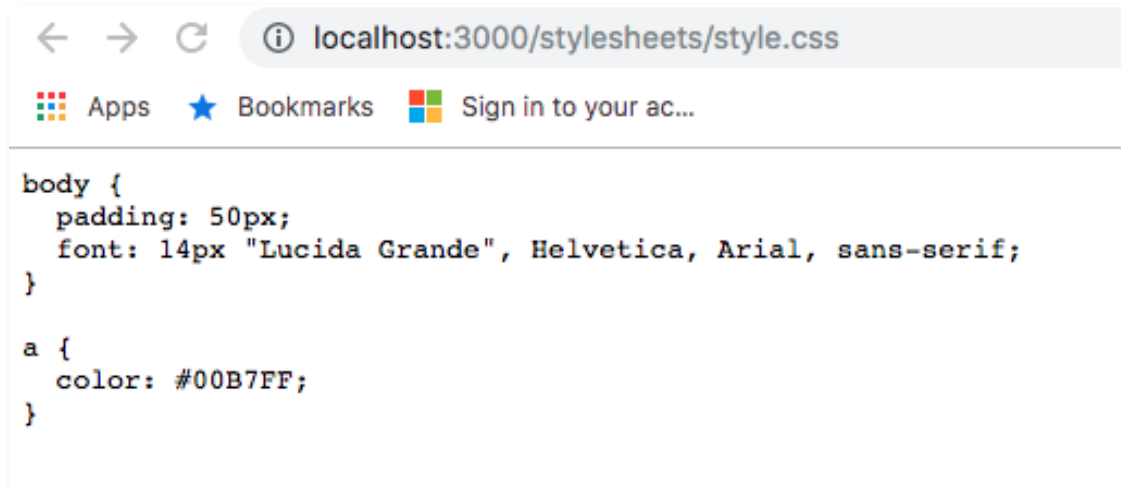 localhost:3000/stylesheets/style.css
Apps Bookmarks Sign in to your ac...
body {
  padding: 50px;
  font: 14px "Lucida Grande", Helvetica, Arial, sans-serif;
}
a {
  color: #00B7FF;
}